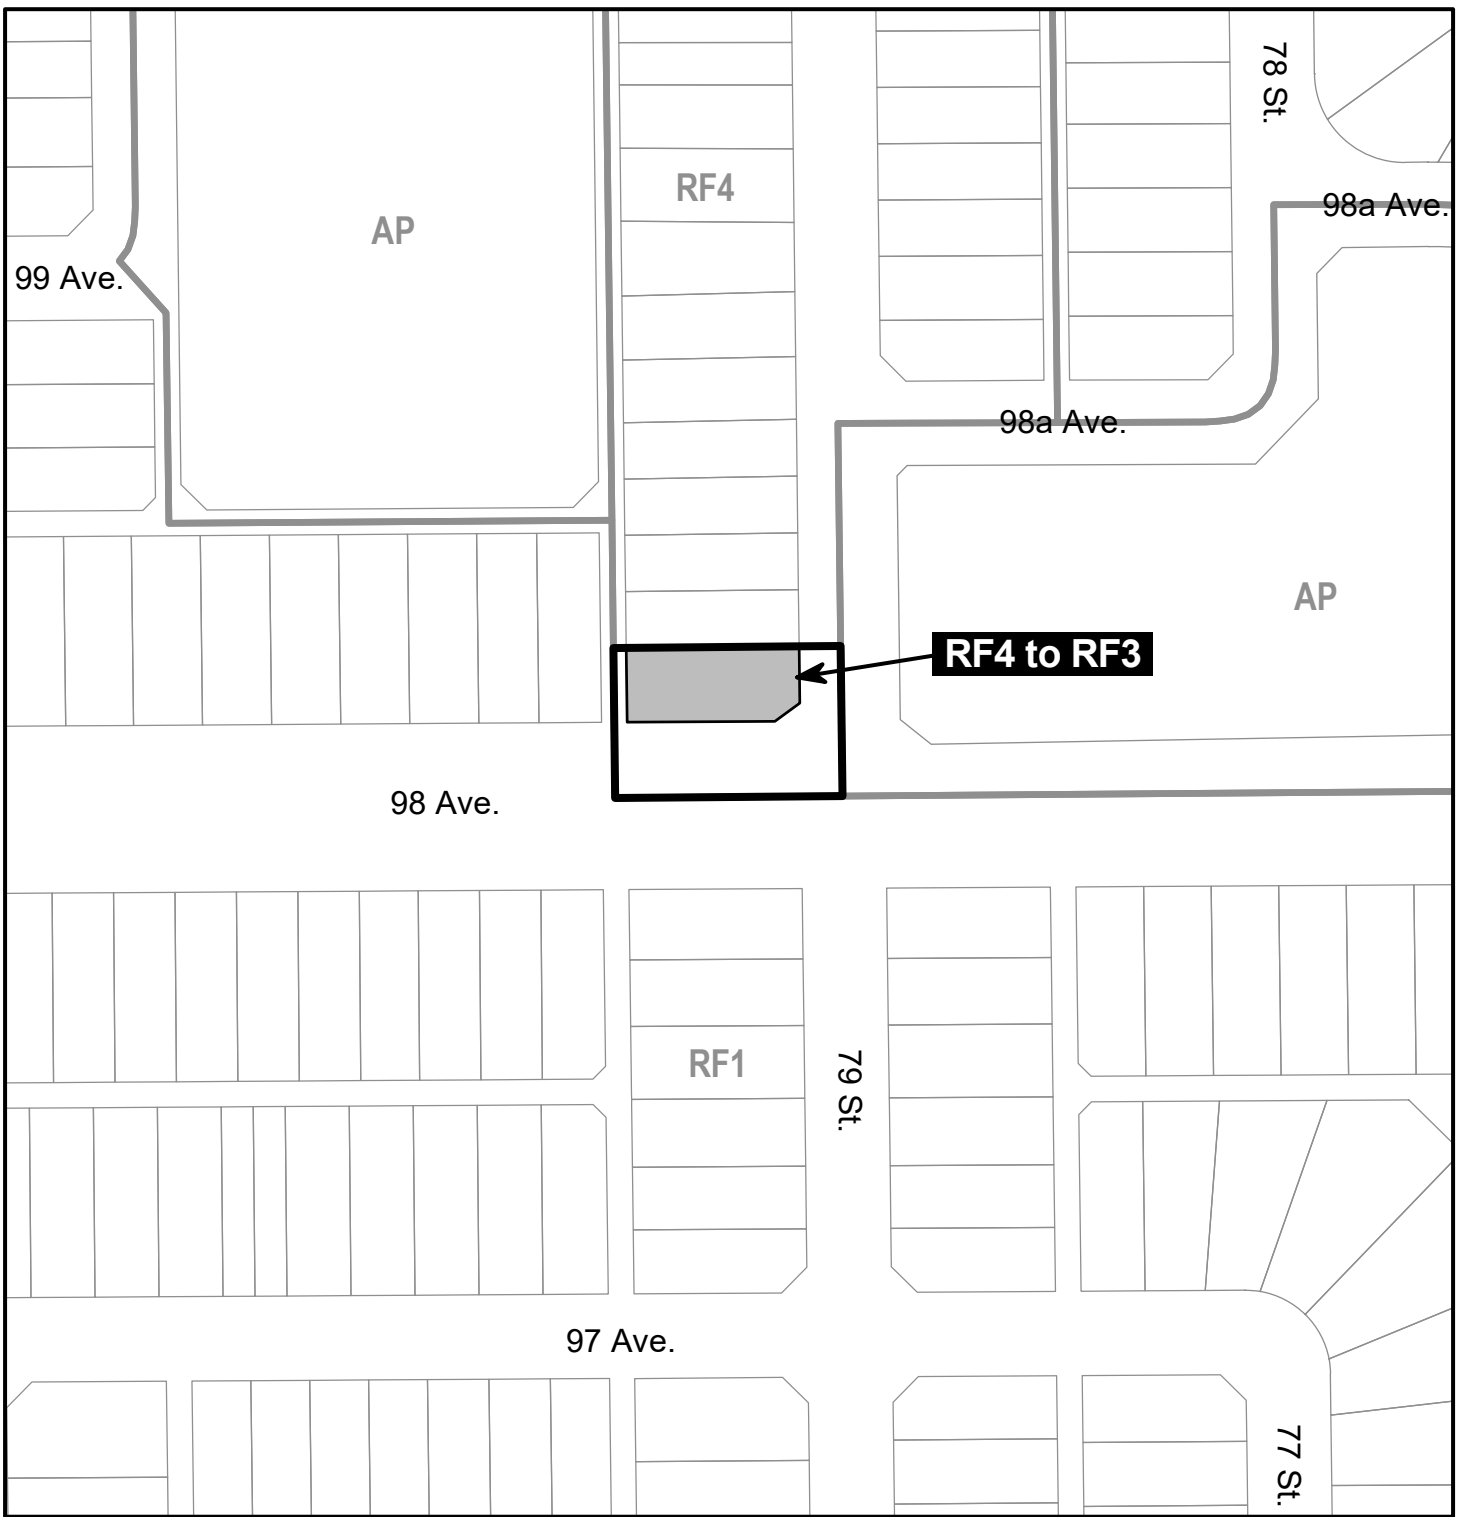 78 St.
RF4
98a Ave.
AP
99 Ave.
98a Ave.
AP
RF4 to RF3
98 Ave.
RF1
79 St.
97 Ave.
77 St.